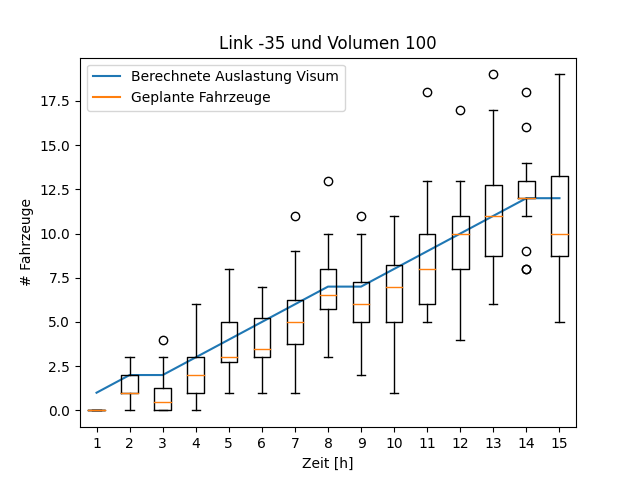 Link -35 und Volumen 100
Berechnete Auslastung Visum
Geplante Fahrzeuge
# Fahrzeuge
17.5
15.0
12.5
10.0
7.5
5.0
2.5
0.0
1 2 3 4 5 6 7 8 9 10 11 12 13 14 15
Zeit [h]